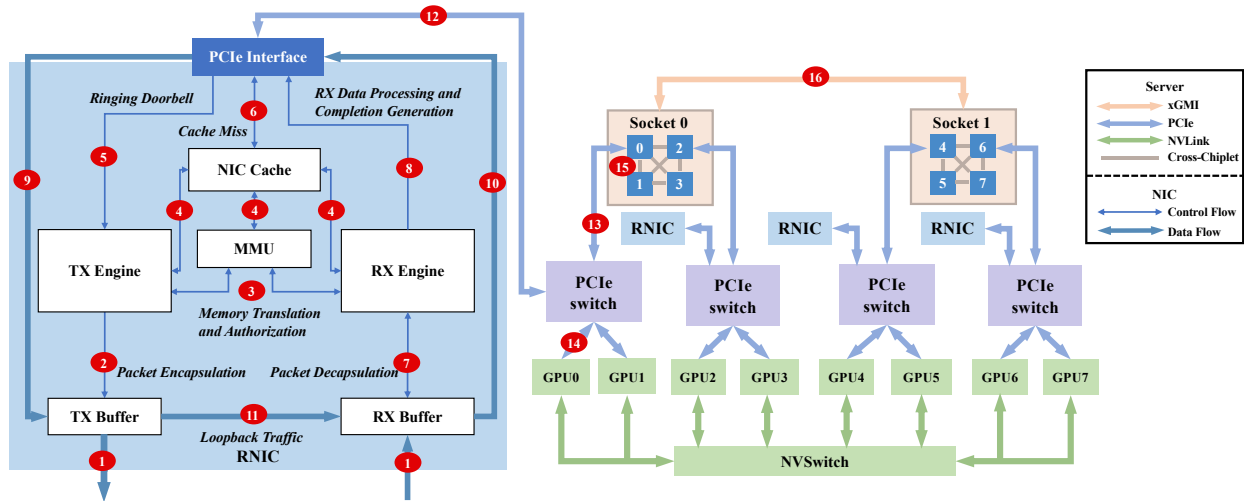 12
PCIe Interface
16
Server
xGMI
PCIe
NVLink
Cross-Chiplet
NIC
Control Flow
Data Flow
Ringing Doorbell
6
RX Data Processing and
Completion Generation
Cache Miss
5
8
9
10
NIC Cache
4
4
4
MMU
TX Engine
RX Engine
3
Memory Translation
and Authorization
2
7
Packet Encapsulation
Packet Decapsulation
TX Buffer
11
RX Buffer
Loopback Traffic
RNIC
1
1
Socket 0
0 2
15
1 3
Socket 1
4 6
5 7
13
RNIC
RNIC
RNIC
PCIe
switch
PCIe
switch
PCIe
switch
PCIe
switch
14
GPU0
GPU1
GPU2
GPU3
GPU4
GPU5
GPU6
GPU7
NVSwitch